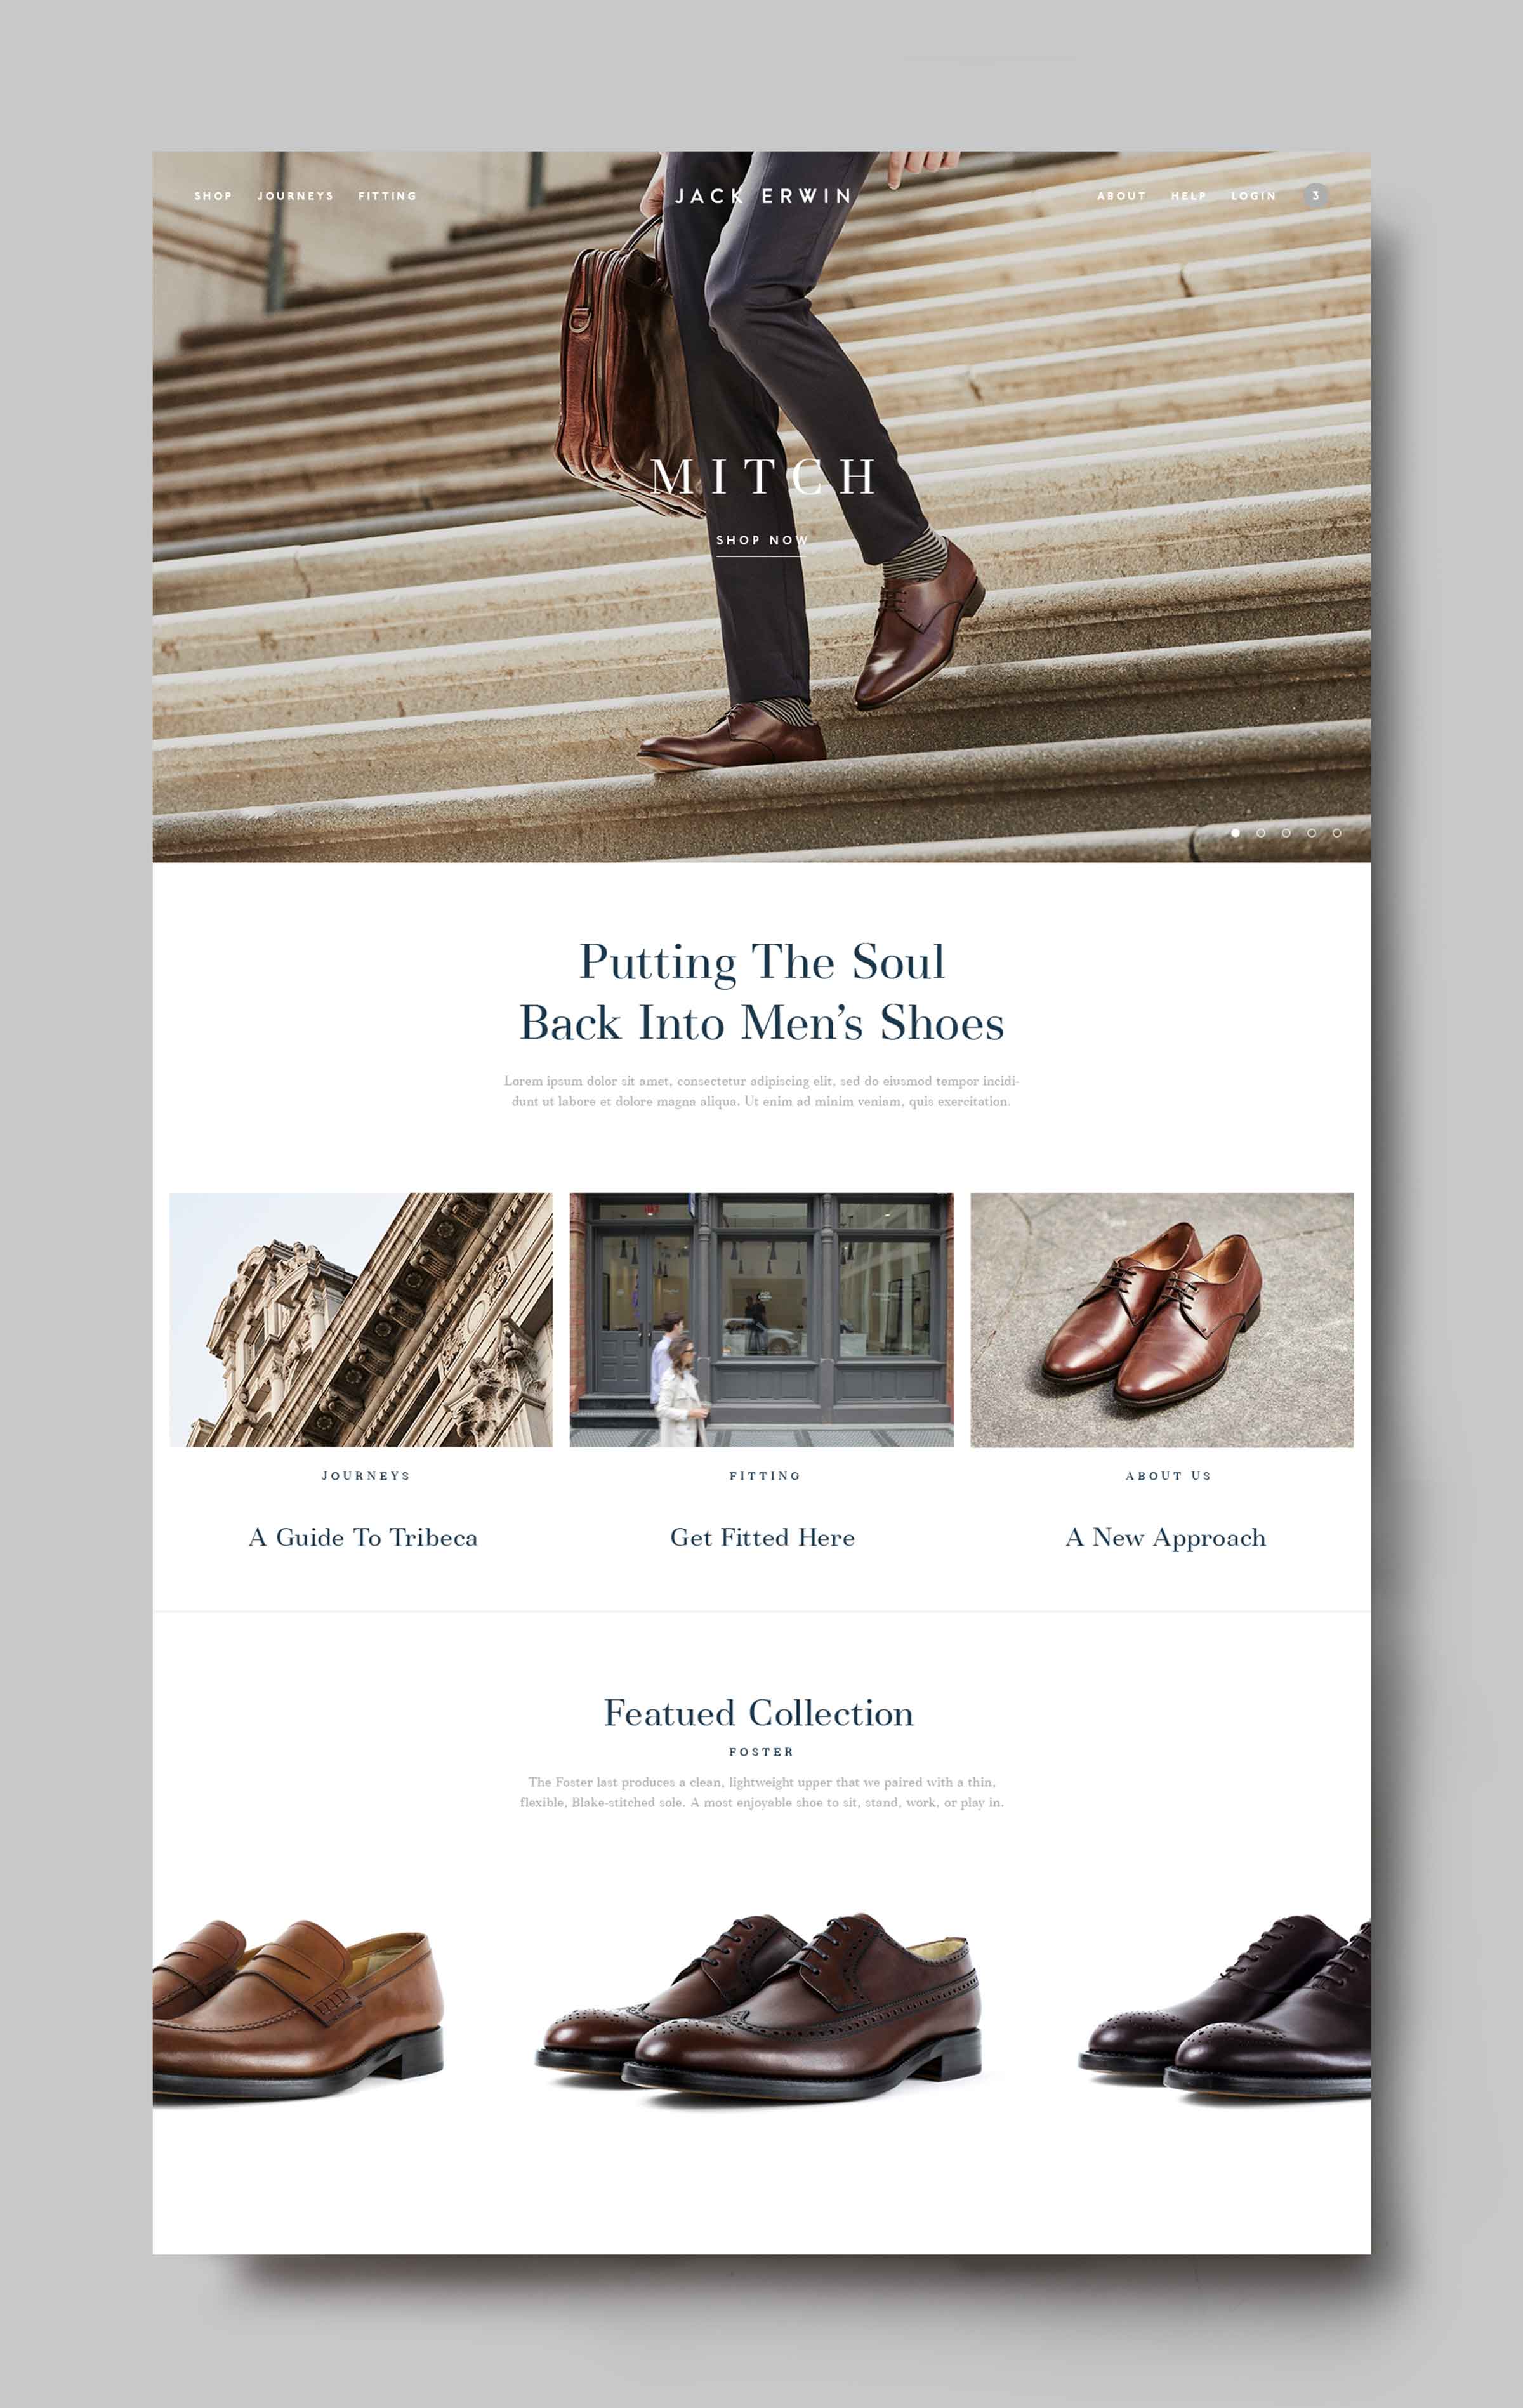 SHOP JOURNEYS FITTING
JACK ERWIN
ABOUT HELP LOGIN 3
MITCH
SHOP NOW
Putting The Soul
Back Into Men’s Shoes
Lorem ipsum dolor sit amet, consectetur adipiscing elit, sed do eiusmod tempor incidi-
dunt ut labore et dolore magna aliqua. Ut enim ad minim veniam, quis exercitation.
JOURNEYS
A Guide To Tribeca
FITTING
Get Fitted Here
ABOUT US
A New Approach
Featued Collection
FOSTER
The Foster last produces a clean, lightweight upper that we paired with a thin,
flexible, Blake-stitched sole. A most enjoyable shoe to sit, stand, work, or play in.